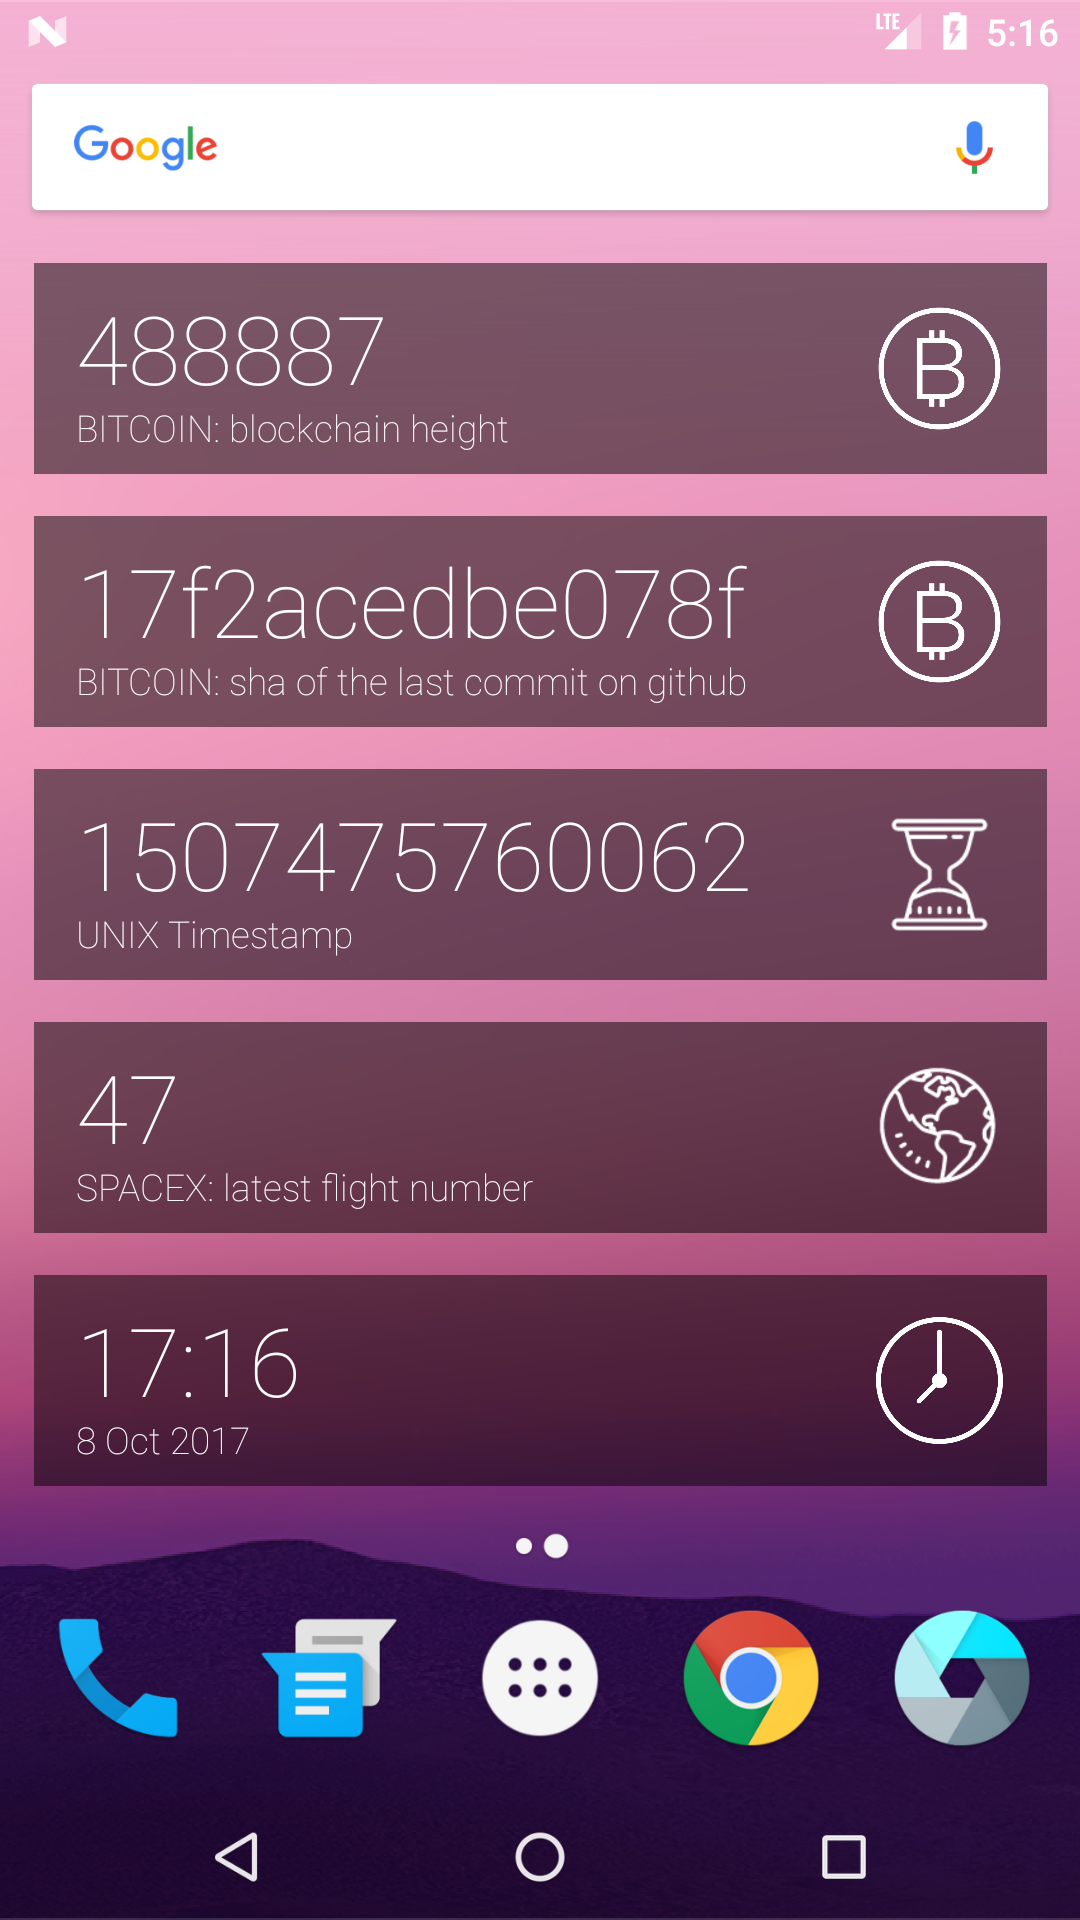 LTE 5:16
Google
488887
BITCOIN: blockchain height
17f2acedbe078f
BITCOIN: sha of the last commit on github
1507475760062
UNIX Timestamp
47
SPACEX: latest flight number
17:16
8 Oct 2017